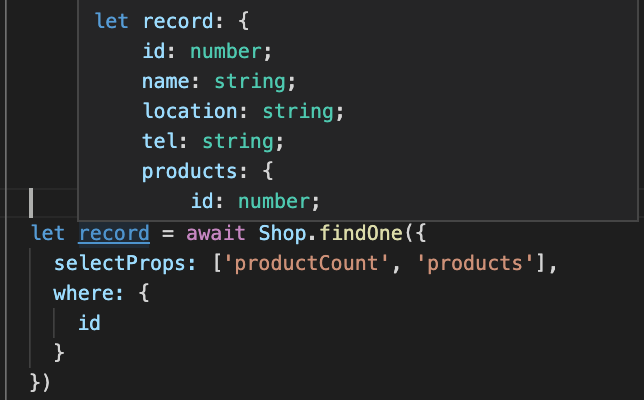 let record: {
    id: number;
    name: string;
    location: string;
    tel: string;
    products: {
        id: number;
let record = await Shop.findOne({
  selectProps: ['productCount', 'products'],
  where: {
    id
  }
})